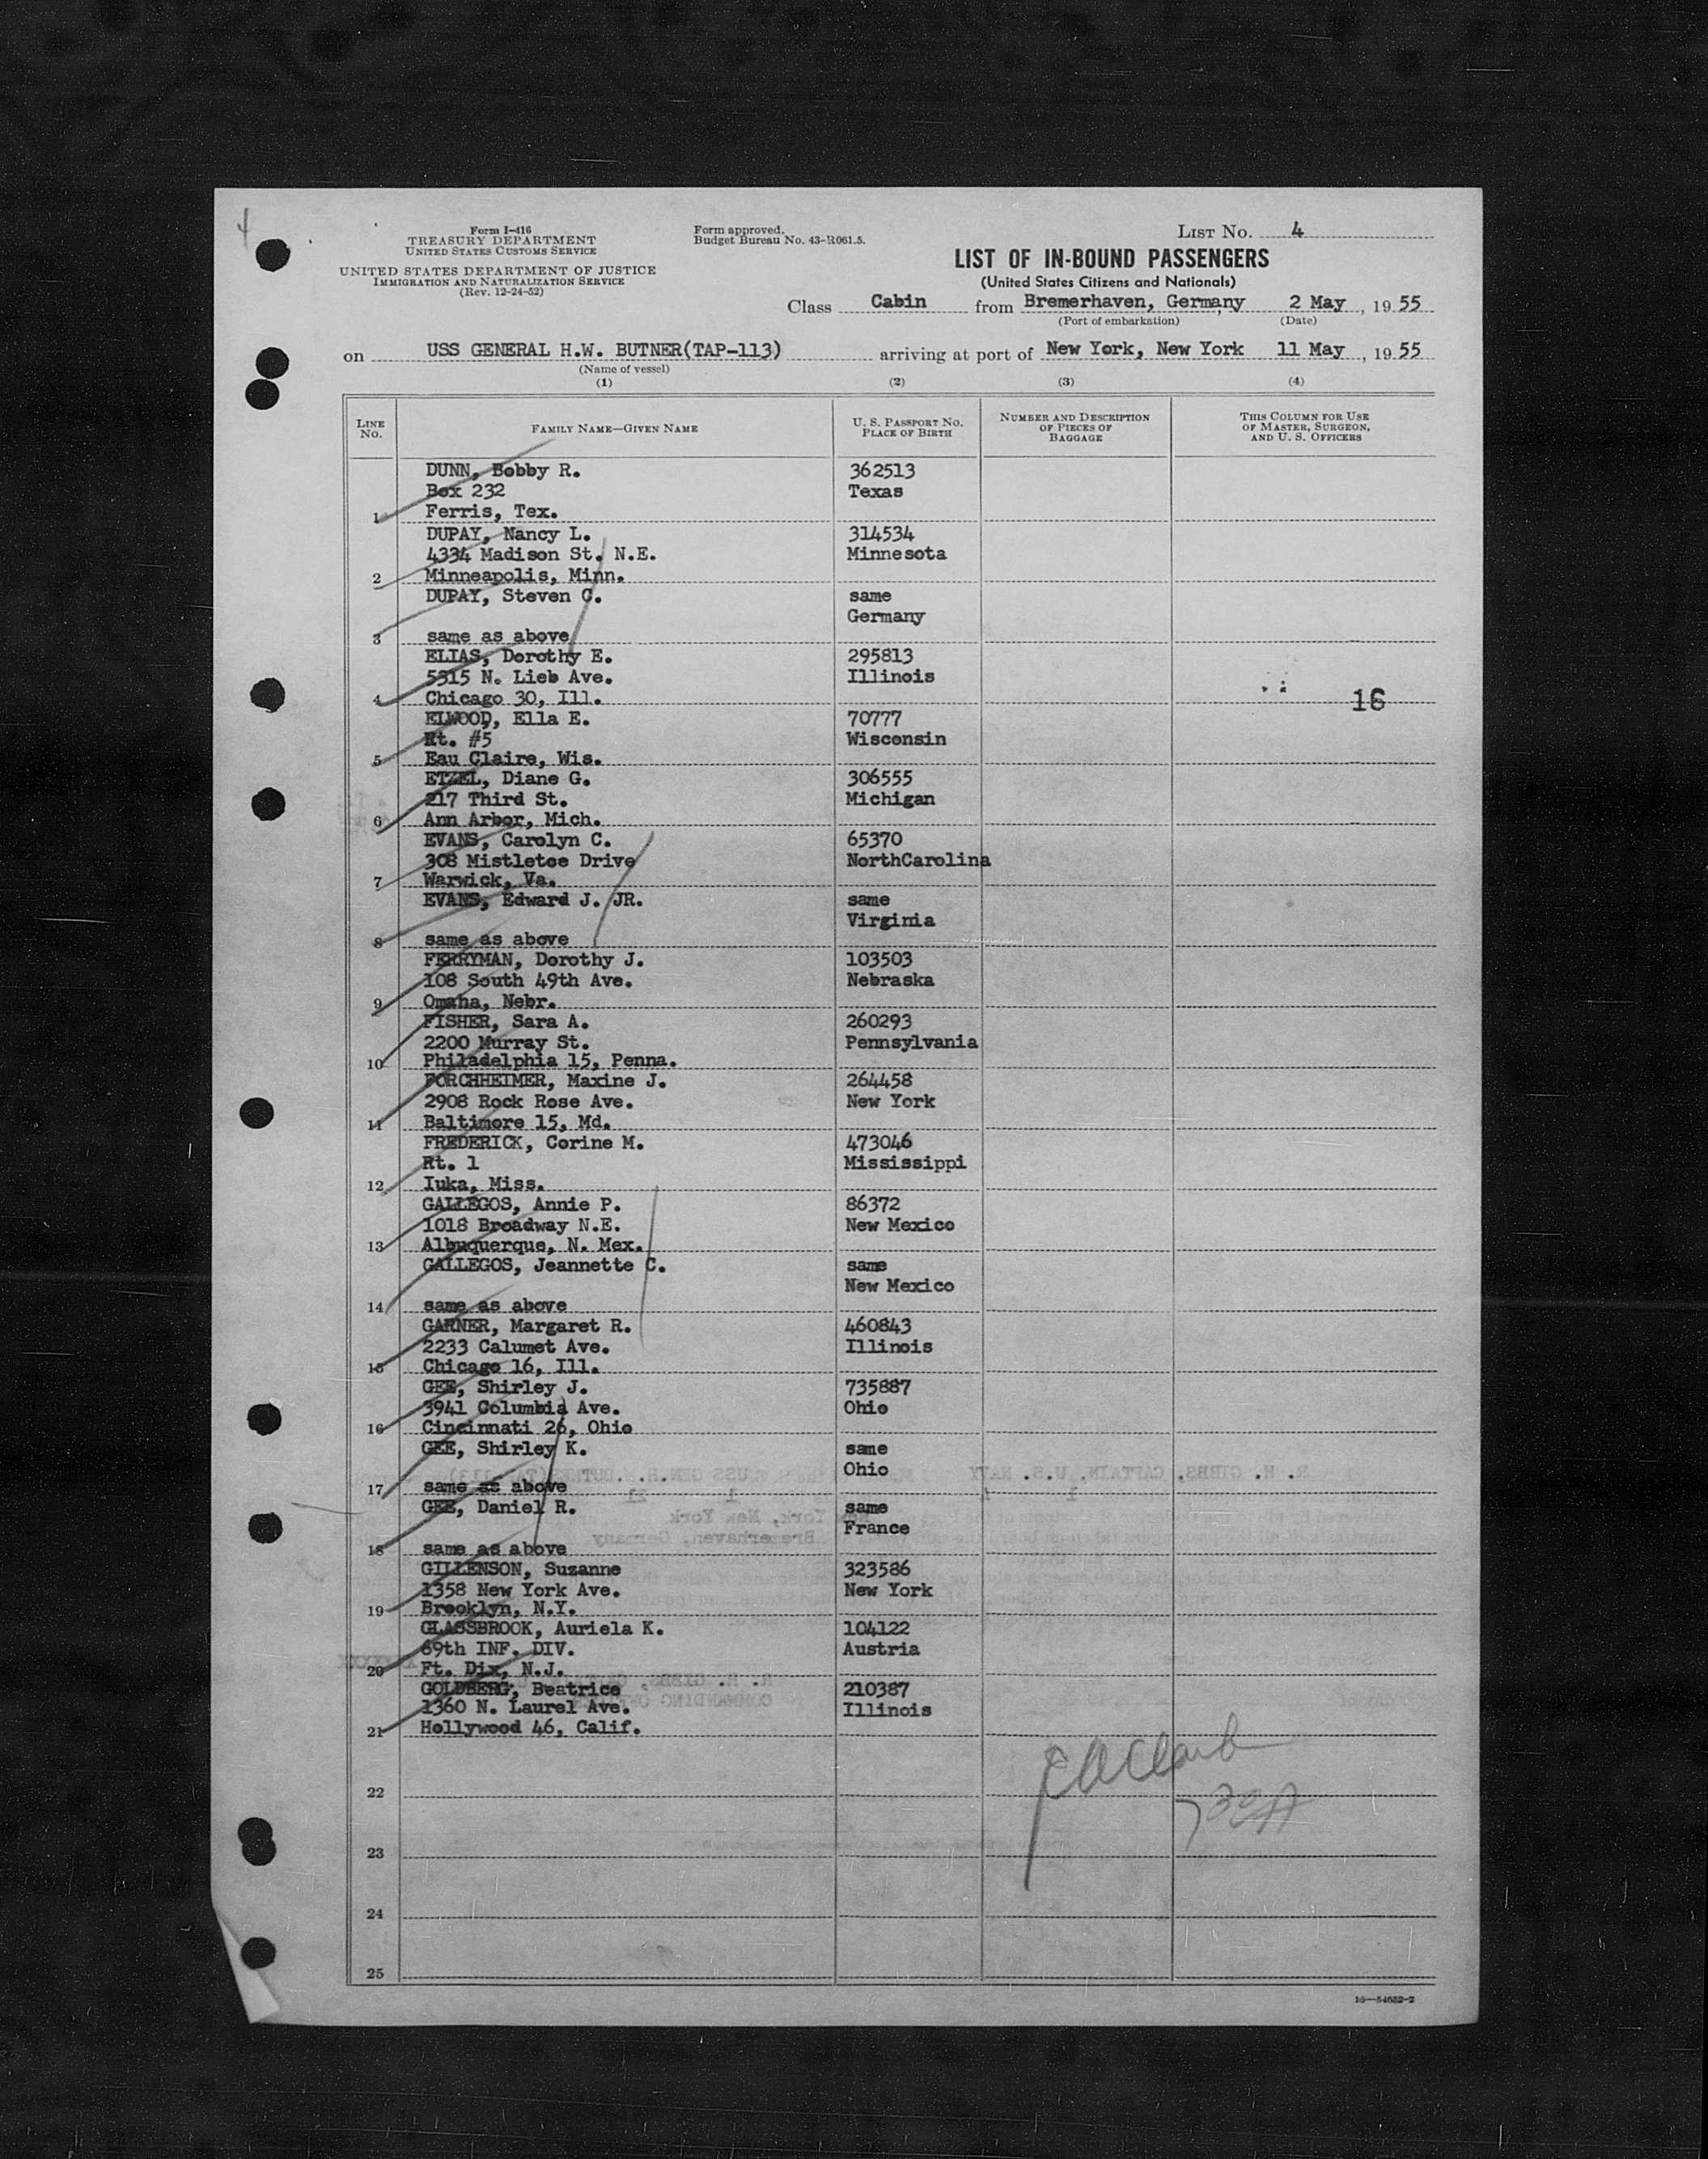 4
Form I-416
TREASURY DEPARTMENT
UNITED STATES CUSTOMS SERVICE
UNITED STATES DEPARTMENT OF JUSTICE
IMMIGRATION AND NATURALIZATION SERVICE
(Rev. 12-24-52)
Form approved.
Budget Bureau No. 43-R061.5.
LIST NO. 4
LIST OF IN-BOUND PASSENGERS
(United States Citizens and Nationals)
Class Cabin from Bremerhaven, Germany 2 May, 1955
(Port of embarkation) (Date)
on USS GENERAL H.W. BUTNER(TAP-113) arriving at port of New York, New York 11 May, 1955
(Name of vessel)
(1) (2) (3) (4)
LINE NO. FAMILY NAME—GIVEN NAME U. S. PASSPORT NO. PLACE OF BIRTH NUMBER AND DESCRIPTION OF PIECES OF BAGGAGE THIS COLUMN FOR USE OF MASTER, SURGEON, AND U. S. OFFICERS
DUNN, Bobby R. 362513
Box 232 Texas
1 Ferris, Tex.
DUPAY, Nancy L. 314534
4334 Madison St. N.E. Minnesota
2 Minneapolis, Minn.
DUPAY, Steven C. same
Germany
3 same as above
ELIAS, Dorothy E. 295813
5515 N. Lieb Ave. Illinois
4 Chicago 30, Ill. 16
ELWOOD, Ella E. 70777
Rt. #5 Wisconsin
5 Eau Claire, Wis.
ETZEL, Diane G. 306555
217 Third St. Michigan
6 Ann Arbor, Mich.
EVANS, Carolyn C. 65370
308 Mistletoe Drive NorthCarolina
7 Warwick, Va.
EVANS, Edward J. JR. same
Virginia
8 same as above
FERRYMAN, Dorothy J. 103503
108 South 49th Ave. Nebraska
9 Omaha, Nebr.
FISHER, Sara A. 260293
2200 Murray St. Pennsylvania
10 Philadelphia 15, Penna.
FORCHHEIMER, Maxine J. 264458
2908 Rock Rose Ave. New York
11 Baltimore 15, Md.
FREDERICK, Corine M. 473046
Rt. 1 Mississippi
12 Iuka, Miss.
GALLEGOS, Annie P. 86372
1018 Broadway N.E. New Mexico
13 Albuquerque, N. Mex.
GALLEGOS, Jeannette C. same
New Mexico
14 same as above
GARNER, Margaret R. 460843
2233 Calumet Ave. Illinois
15 Chicago 16, Ill.
GEE, Shirley J. 735887
3941 Columbia Ave. Ohio
16 Cincinnati 26, Ohio
GEE, Shirley K. same
Ohio
17 same as above
GEE, Daniel R. same
France
18 same as above
GILLENSON, Suzanne 323586
1358 New York Ave. New York
19 Brooklyn, N.Y.
GLASSBROOK, Auriela K. 104122
69th INF. DIV. Austria
20 Ft. Dix, N.J.
GOLDBERG, Beatrice 210387
1360 N. Laurel Ave. Illinois
21 Hollywood 46, Calif.
22
23
24
25
16—54652-2